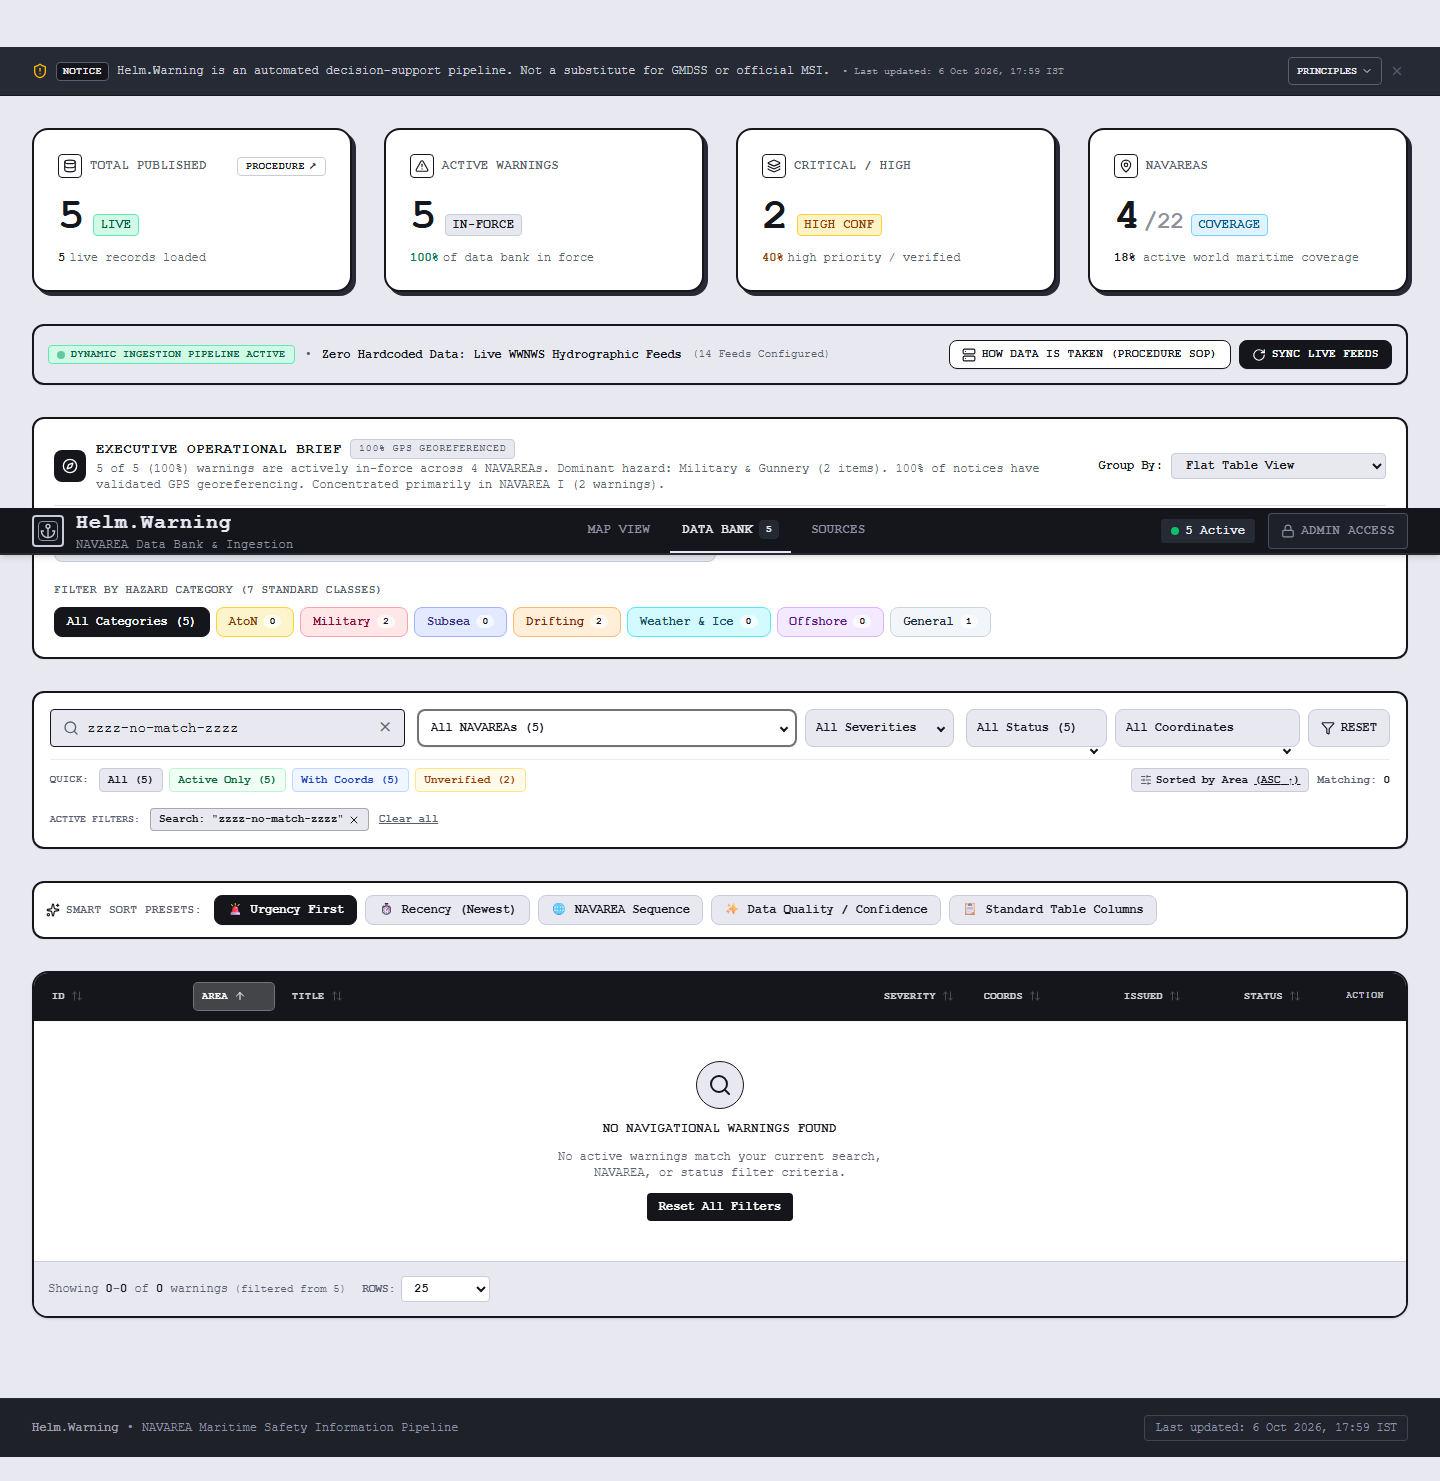 NOTICE Helm.Warning is an automated decision-support pipeline. Not a substitute for GMDSS or official MSI. • Last updated: 6 Oct 2026, 17:59 IST PRINCIPLES
TOTAL PUBLISHED PROCEDURE ↗
5 LIVE
5 live records loaded
ACTIVE WARNINGS
5 IN-FORCE
100% of data bank in force
CRITICAL / HIGH
2 HIGH CONF
40% high priority / verified
NAVAREAS
4 /22 COVERAGE
18% active world maritime coverage
DYNAMIC INGESTION PIPELINE ACTIVE • Zero Hardcoded Data: Live WWNWS Hydrographic Feeds (14 Feeds Configured) HOW DATA IS TAKEN (PROCEDURE SOP) SYNC LIVE FEEDS
EXECUTIVE OPERATIONAL BRIEF 100% GPS GEOREFERENCED
5 of 5 (100%) warnings are actively in-force across 4 NAVAREAs. Dominant hazard: Military & Gunnery (2 items). 100% of notices have
validated GPS georeferencing. Concentrated primarily in NAVAREA I (2 warnings).
Group By: Flat Table View
Helm.Warning
NAVAREA Data Bank & Ingestion
MAP VIEW DATA BANK 5 SOURCES
5 Active ADMIN ACCESS
FILTER BY HAZARD CATEGORY (7 STANDARD CLASSES)
All Categories (5) AtoN 0 Military 2 Subsea 0 Drifting 2 Weather & Ice 0 Offshore 0 General 1
zzzz-no-match-zzzz All NAVAREAs (5) All Severities All Status (5) All Coordinates RESET
QUICK: All (5) Active Only (5) With Coords (5) Unverified (2) Sorted by Area (ASC ↑) Matching: 0
ACTIVE FILTERS: Search: "zzzz-no-match-zzzz" Clear all
SMART SORT PRESETS: 🚨 Urgency First ⏱️ Recency (Newest) 🌐 NAVAREA Sequence ✨ Data Quality / Confidence 📋 Standard Table Columns
ID AREA TITLE SEVERITY COORDS ISSUED STATUS ACTION
NO NAVIGATIONAL WARNINGS FOUND
No active warnings match your current search,
NAVAREA, or status filter criteria.
Reset All Filters
Showing 0-0 of 0 warnings (filtered from 5) ROWS: 25
Helm.Warning • NAVAREA Maritime Safety Information Pipeline Last updated: 6 Oct 2026, 17:59 IST